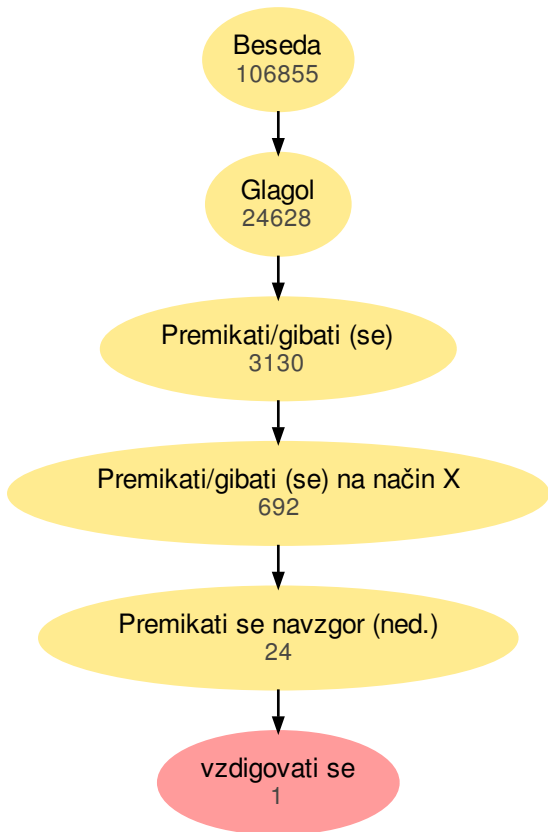 Beseda
106855
Glagol
24628
Premikati/gibati (se)
3130
Premikati/gibati (se) na način X
692
Premikati se navzgor (ned.)
24
vzdigovati se
1